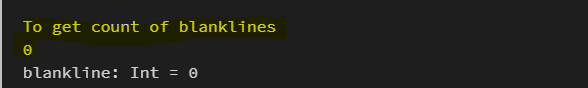 To get count of blanklines
0
blankline: Int = 0